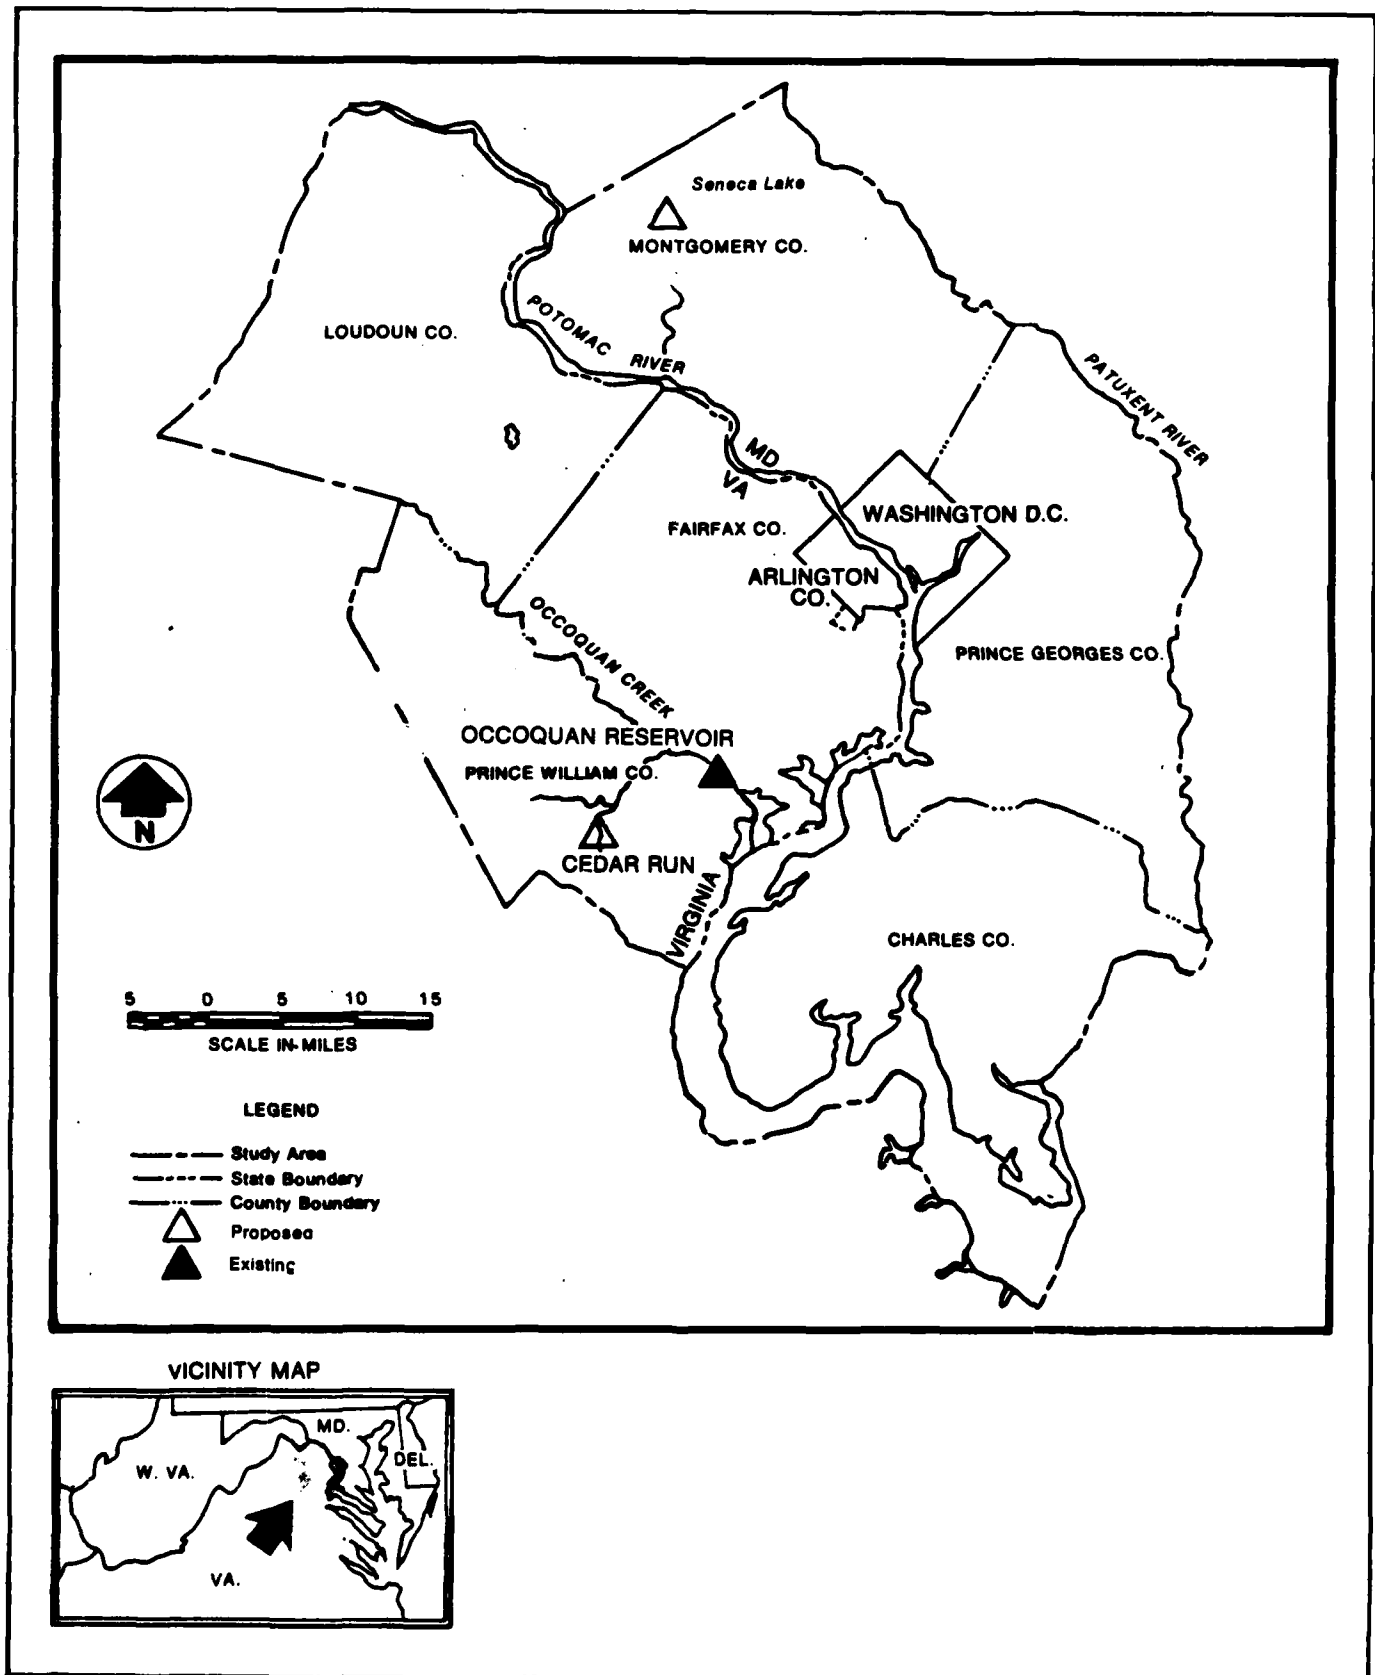 Seneca Lake
MONTGOMERY CO.
LOUDOUN CO.
POTOMAC RIVER
PATUXENT RIVER
MD
VA
FAIRFAX CO.
WASHINGTON D.C.
ARLINGTON
CO.
OCCOQUAN CREEK
PRINCE GEORGES CO.
OCCOQUAN RESERVOIR
PRINCE WILLIAM CO.
N
CEDAR RUN
VIRGINIA
CHARLES CO.
5 0 5 10 15
SCALE IN MILES
LEGEND
Study Area
State Boundary
County Boundary
Proposed
Existing
VICINITY MAP
MD.
DEL.
W. VA.
VA.